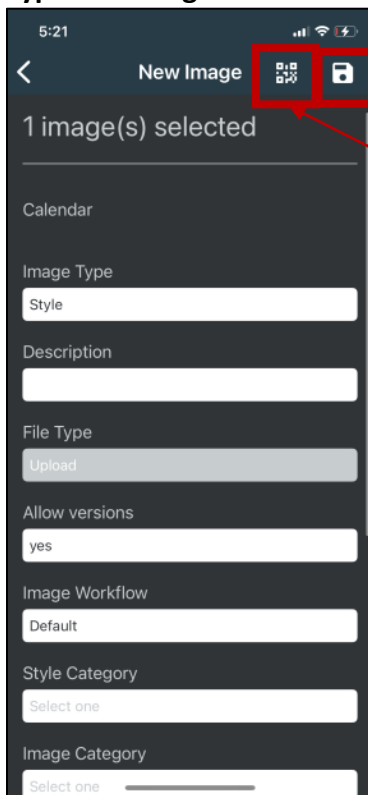 5:21
New Image
1 image(s) selected
Calendar
Image Type
Style
Description
File Type
Upload
Allow versions
yes
Image Workflow
Default
Style Category
Select one
Image Category
Select one